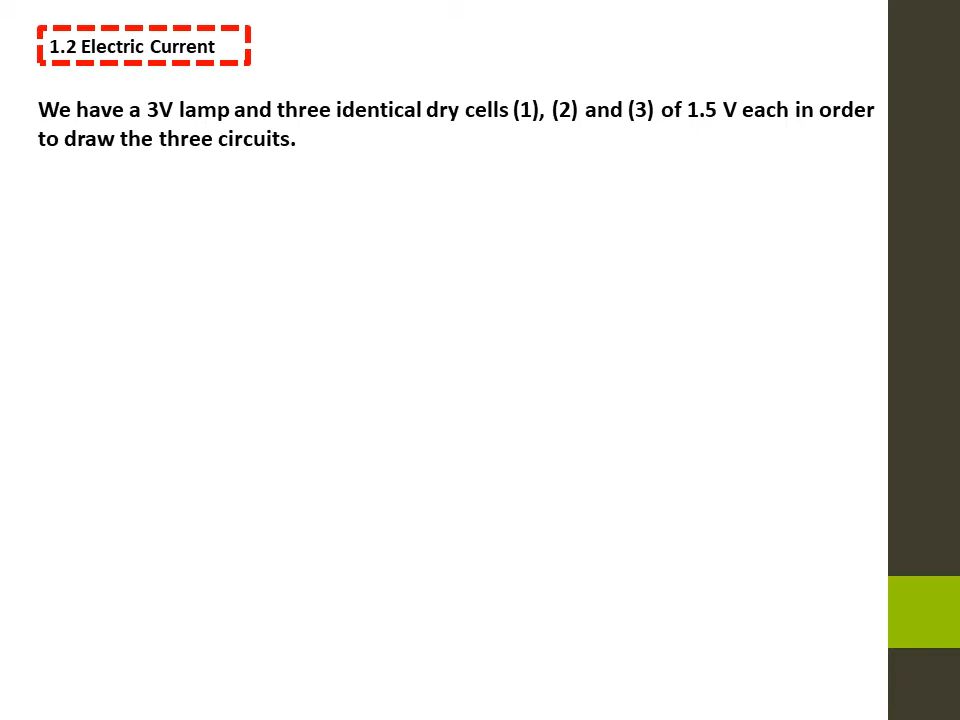 1.2 Electric Current
We have a 3V lamp and three identical dry cells (1), (2) and (3) of 1.5 V each in order
to draw the three circuits.